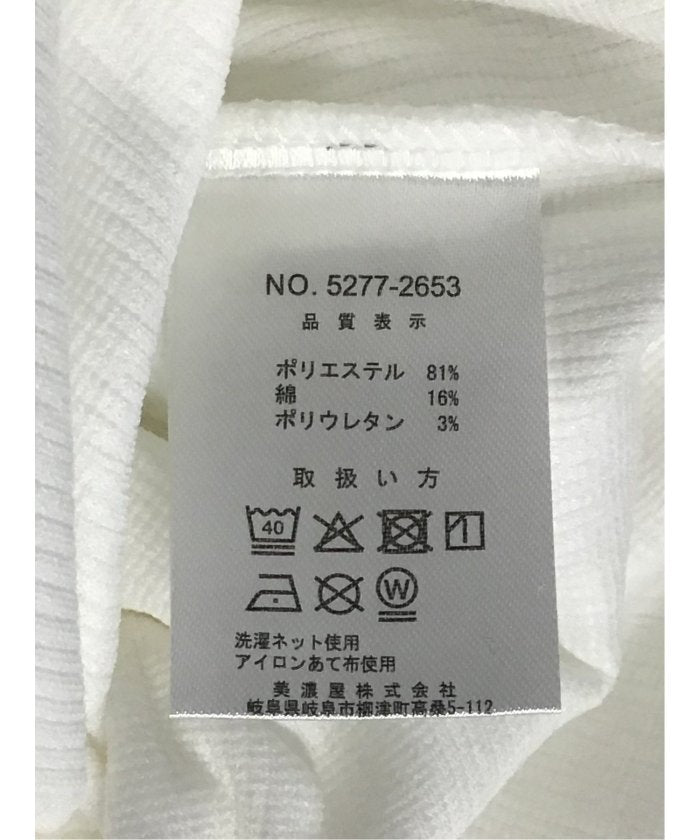 NO. 5277-2653
品質表示
ポリエステル 81%
綿 16%
ポリウレタン 3%
取扱い方
40
W
洗濯ネット使用
アイロンあて布使用
美濃屋株式会社
岐阜県岐阜市柳津町高桑5-112